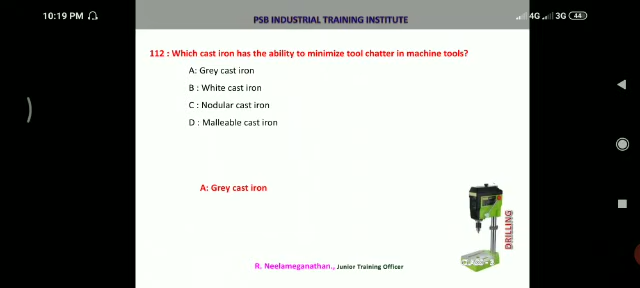 10:19 PM 4G 3G 44
PSB INDUSTRIAL TRAINING INSTITUTE
112 : Which cast iron has the ability to minimize tool chatter in machine tools?
A: Grey cast iron
B : White cast iron
C : Nodular cast iron
D : Malleable cast iron
A: Grey cast iron
DRILLING
R. Neelameganathan., Junior Training Officer